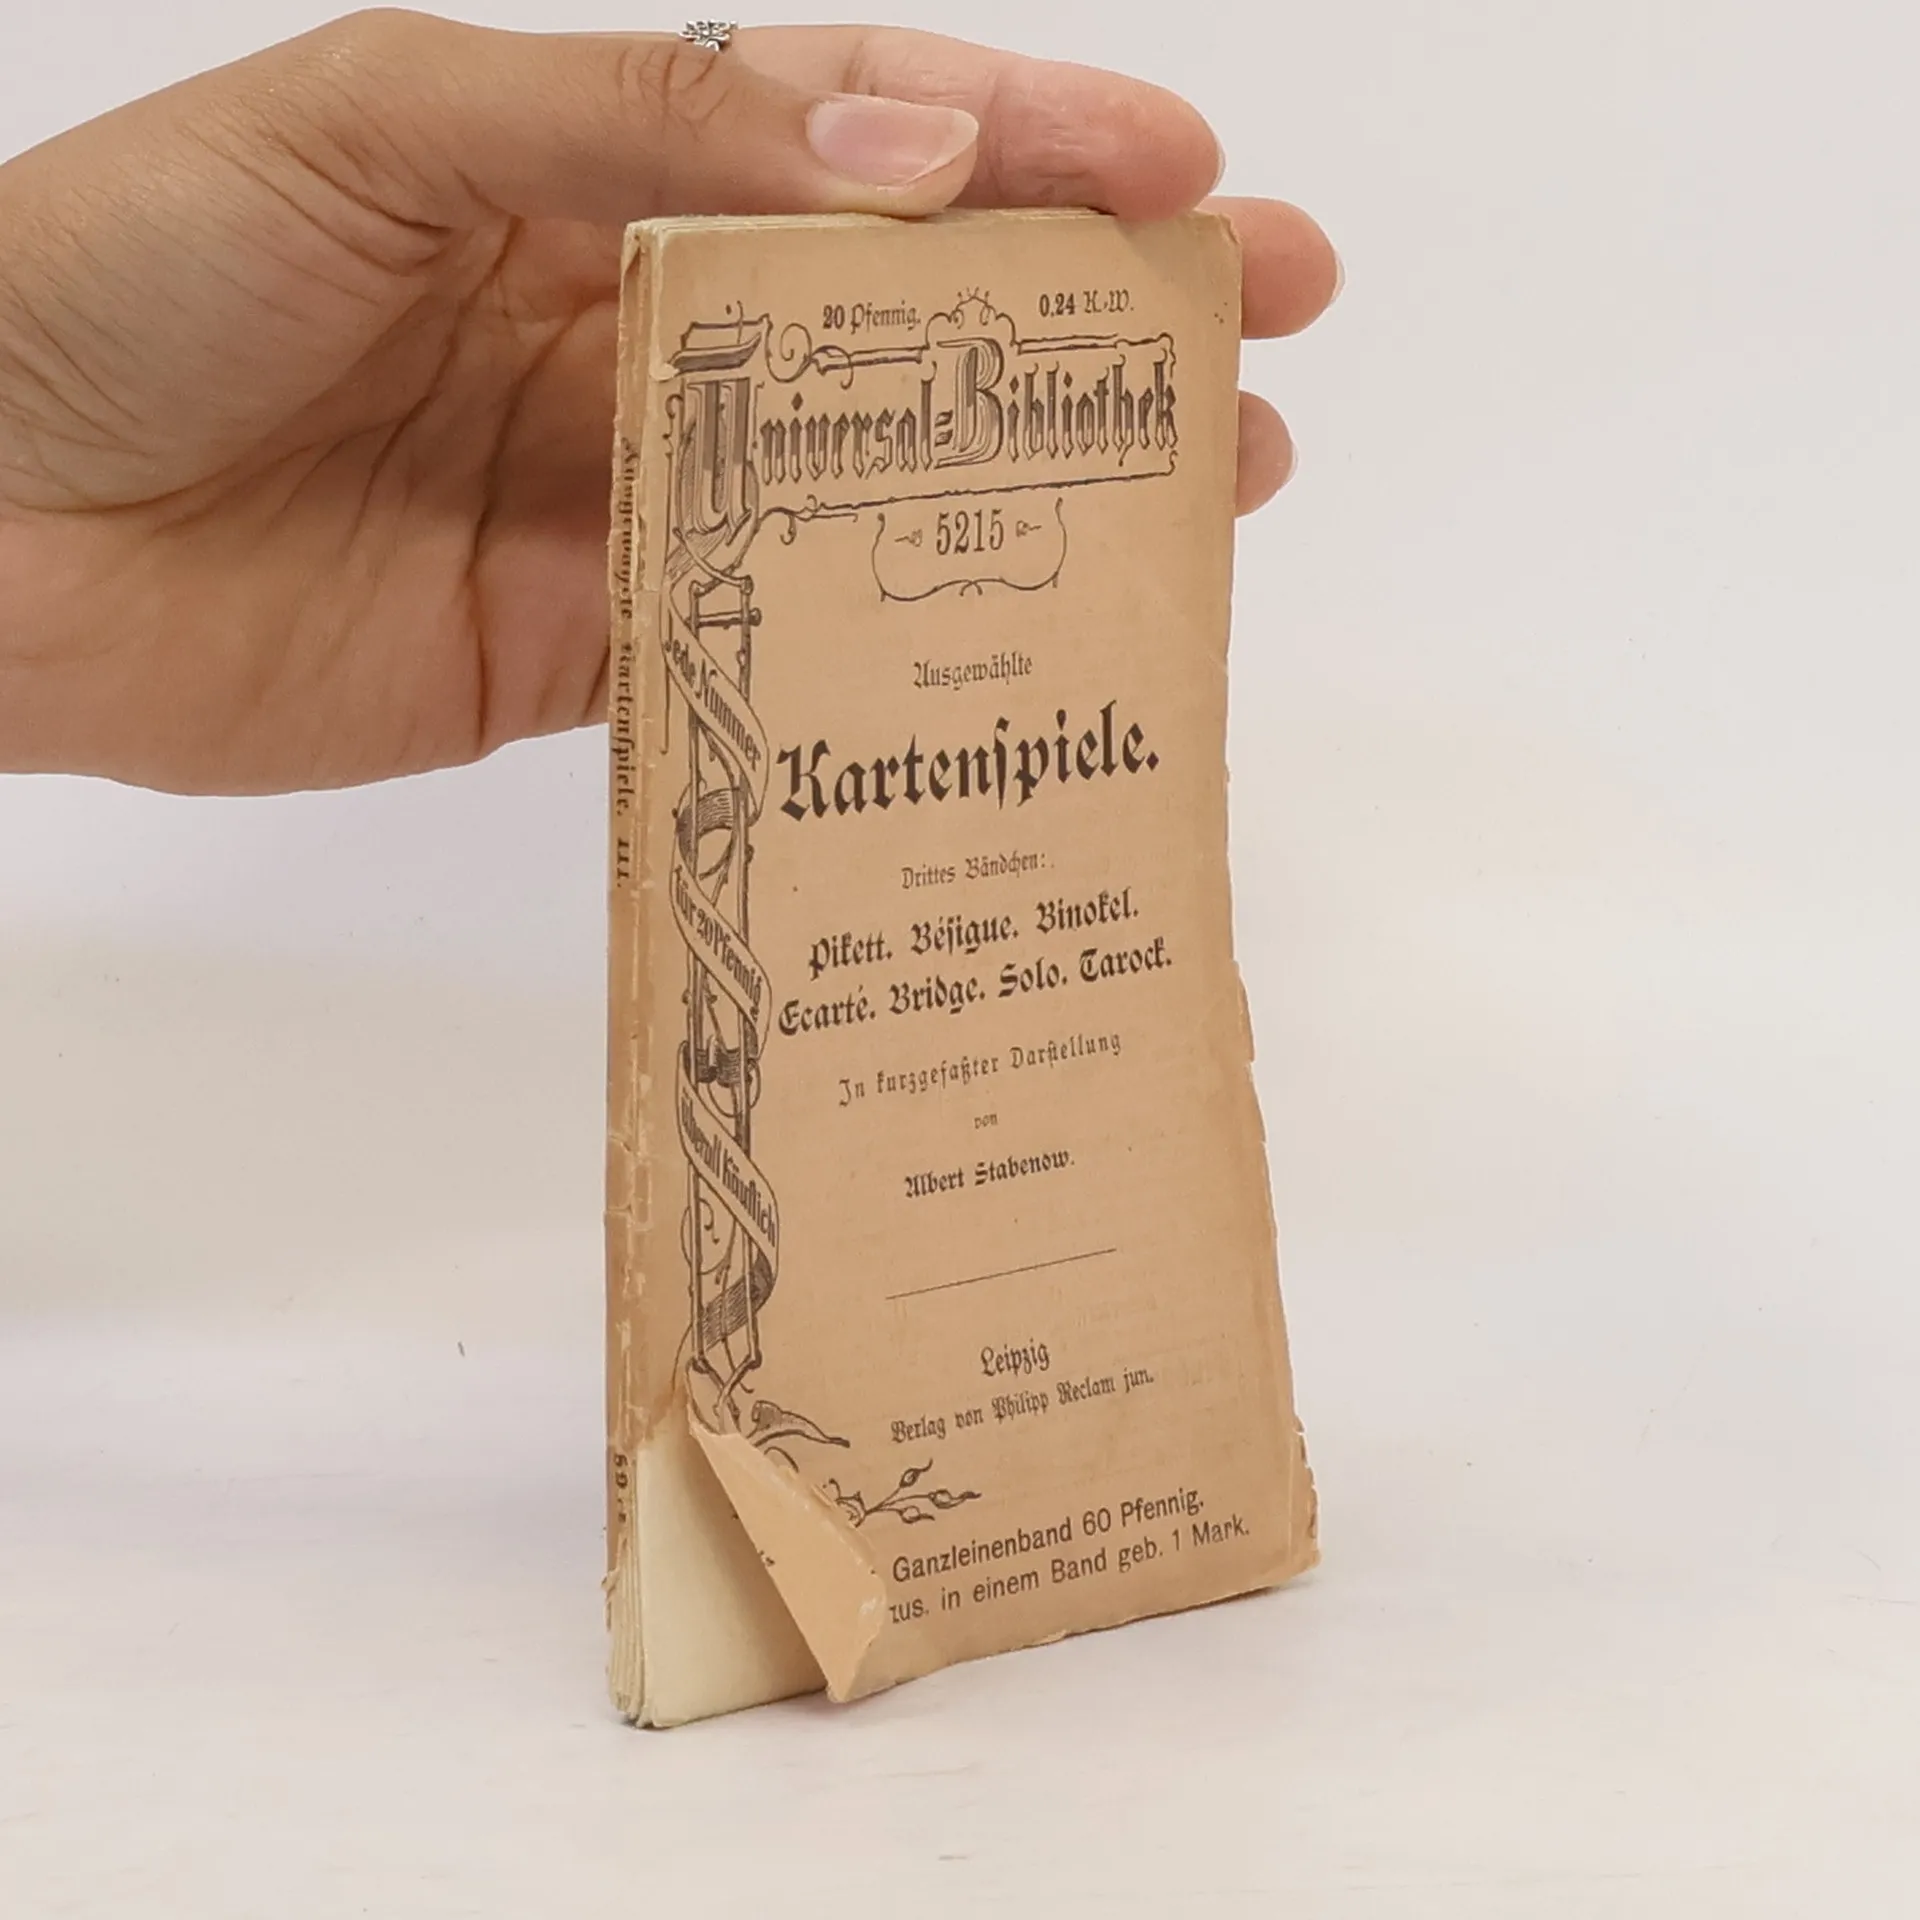 20 Pfennig. 0,24 K.W.
Universal-Bibliothek
5215
Jede Nummer
für 20 Pfennig
überall käuflich
Ausgewählte
Kartenſpiele.
Drittes Bändchen:
Pikett. Béſigue. Binokel.
Ecarté. Bridge. Solo. Tarock.
In kurzgefaßter Darſtellung
von
Albert Stabenow.
Leipzig
Verlag von Philipp Reclam jun.
Ganzleinenband 60 Pfennig.
zus. in einem Band geb. 1 Mark.
Ausgewählte Kartenſpiele. III.